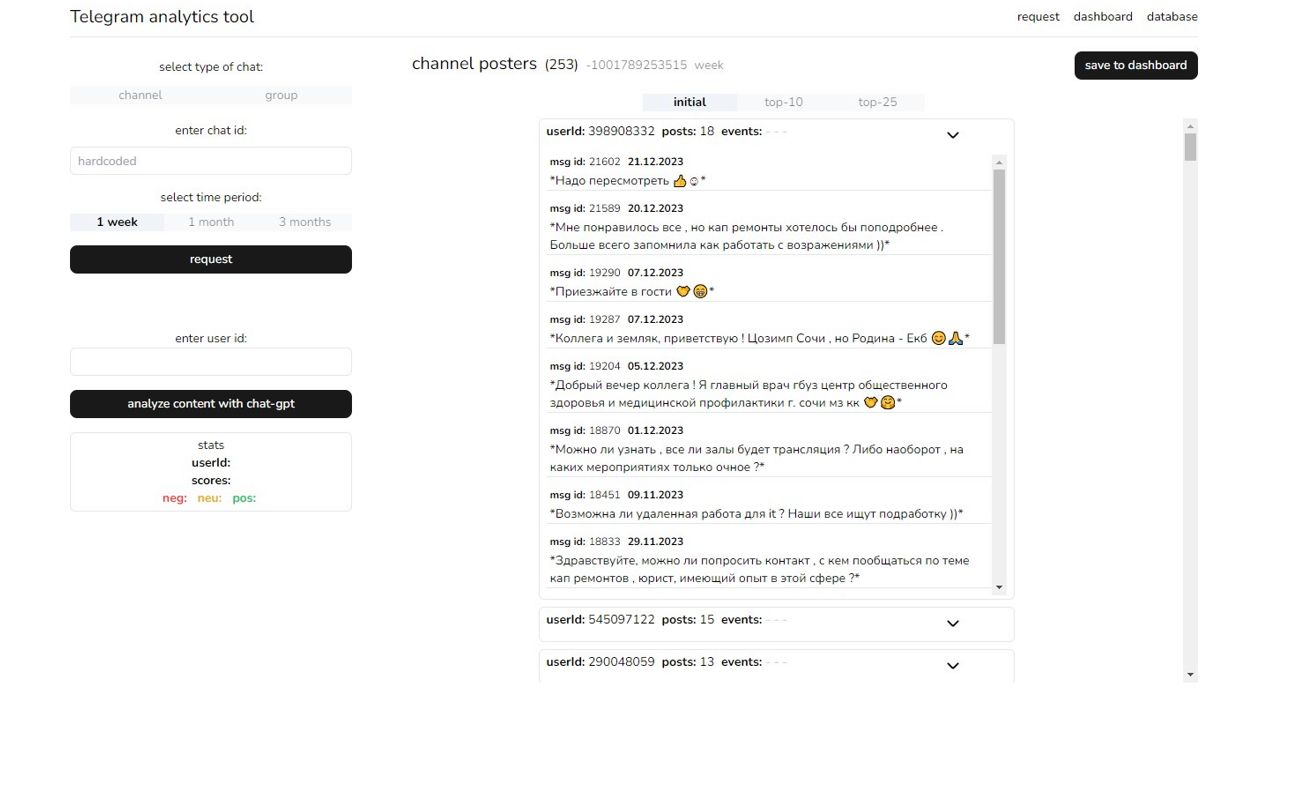 Telegram analytics tool
request dashboard database
select type of chat:
channel group
enter chat id:
hardcoded
select time period:
1 week 1 month 3 months
request
enter user id:
analyze content with chat-gpt
stats
userId:
scores:
neg: neu: pos:
channel posters (253) -1001789253515 week
save to dashboard
initial top-10 top-25
userId: 398908332 posts: 18 events: - - -
msg id: 21602 21.12.2023
*Надо пересмотреть 👍☺*
msg id: 21589 20.12.2023
*Мне понравилось все , но кап ремонты хотелось бы поподробнее .
Больше всего запомнила как работать с возражениями ))*
msg id: 19290 07.12.2023
*Приезжайте в гости 🤝😁*
msg id: 19287 07.12.2023
*Коллега и земляк, приветствую ! Цозимп Сочи , но Родина - Екб 😊🙏*
msg id: 19204 05.12.2023
*Добрый вечер коллега ! Я главный врач гбуз центр общественного
здоровья и медицинской профилактики г. сочи мз кк 🤝🤗*
msg id: 18870 01.12.2023
*Можно ли узнать , все ли залы будет трансляция ? Либо наоборот , на
каких мероприятиях только очное ?*
msg id: 18451 09.11.2023
*Возможна ли удаленная работа для it ? Наши все ищут подработку ))*
msg id: 18833 29.11.2023
*Здравствуйте, можно ли попросить контакт , с кем пообщаться по теме
кап ремонтов , юрист, имеющий опыт в этой сфере ?*
userId: 545097122 posts: 15 events: - - -
userId: 290048059 posts: 13 events: - - -